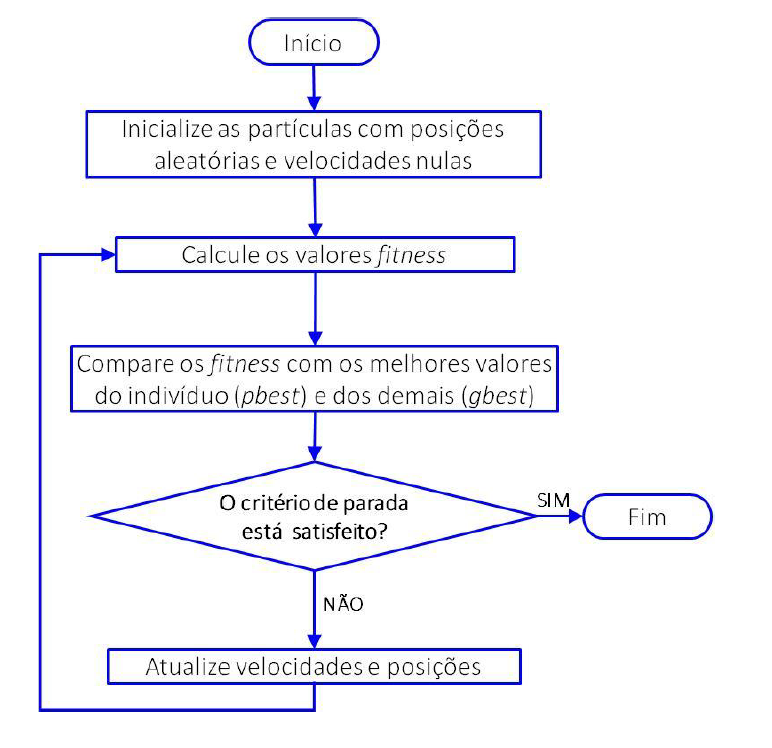 Início
Inicialize as partículas com posições
aleatórias e velocidades nulas
Calcule os valores fitness
Compare os fitness com os melhores valores
do indivíduo (pbest) e dos demais (gbest)
O critério de parada
está satisfeito?
SIM
Fim
NÃO
Atualize velocidades e posições